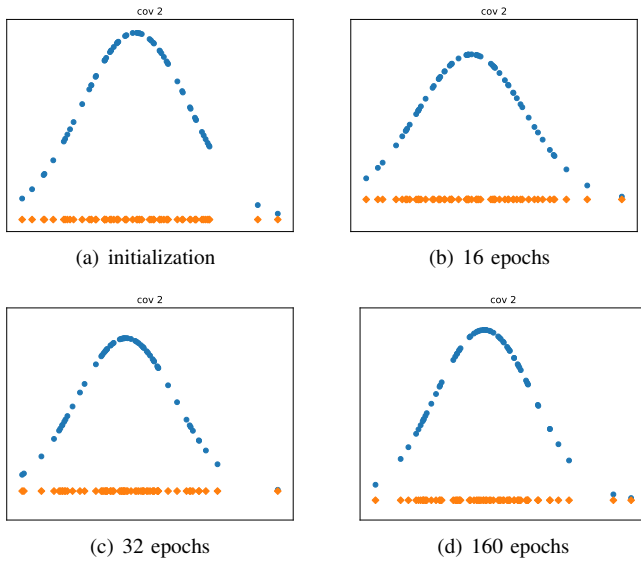 cov 2
cov 2
(a) initialization
(b) 16 epochs
cov 2
cov 2
(c) 32 epochs
(d) 160 epochs